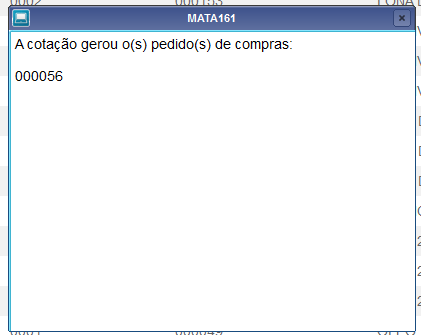 MATA161
A cotação gerou o(s) pedido(s) de compras:
000056